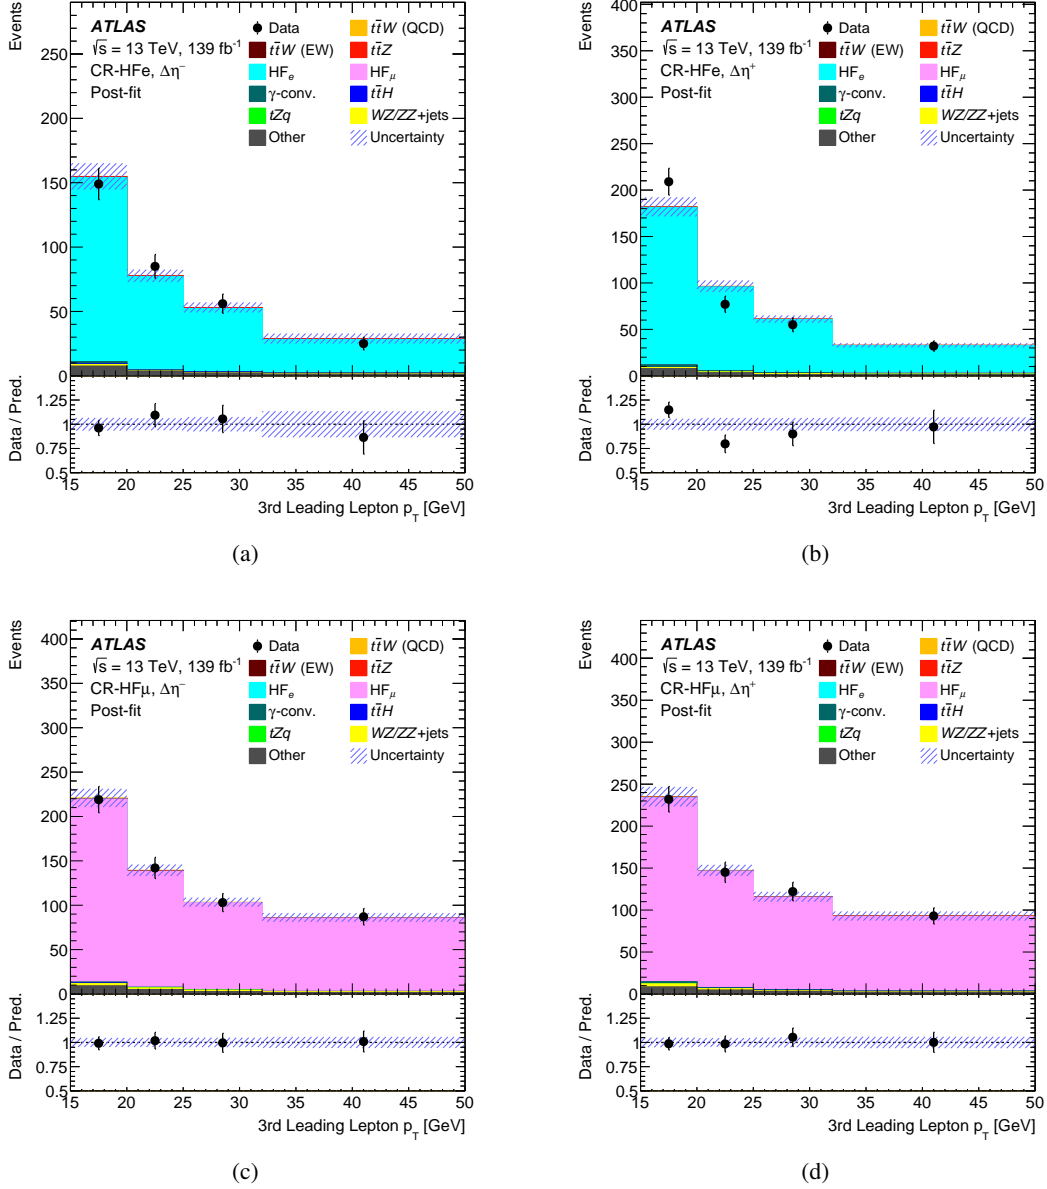 ATLAS
√s = 13 TeV, 139 fb⁻¹
CR-HFe, Δη⁻
Post-fit
Data
tt̄W (QCD)
tt̄W (EW)
tt̄Z
HFₑ
HF_μ
γ-conv.
tt̄H
tZq
WZ/ZZ+jets
Other
Uncertainty
Events
250
200
150
100
50
0
Data / Pred.
1.25
1
0.75
0.5
15 20 25 30 35 40 45 50
3rd Leading Lepton p_T [GeV]
(a)
ATLAS
√s = 13 TeV, 139 fb⁻¹
CR-HFe, Δη⁺
Post-fit
Data
tt̄W (QCD)
tt̄W (EW)
tt̄Z
HFₑ
HF_μ
γ-conv.
tt̄H
tZq
WZ/ZZ+jets
Other
Uncertainty
Events
400
350
300
250
200
150
100
50
0
Data / Pred.
1.25
1
0.75
0.5
15 20 25 30 35 40 45 50
3rd Leading Lepton p_T [GeV]
(b)
ATLAS
√s = 13 TeV, 139 fb⁻¹
CR-HFμ, Δη⁻
Post-fit
Data
tt̄W (QCD)
tt̄W (EW)
tt̄Z
HFₑ
HF_μ
γ-conv.
tt̄H
tZq
WZ/ZZ+jets
Other
Uncertainty
Events
400
350
300
250
200
150
100
50
0
Data / Pred.
1.25
1
0.75
0.5
15 20 25 30 35 40 45 50
3rd Leading Lepton p_T [GeV]
(c)
ATLAS
√s = 13 TeV, 139 fb⁻¹
CR-HFμ, Δη⁺
Post-fit
Data
tt̄W (QCD)
tt̄W (EW)
tt̄Z
HFₑ
HF_μ
γ-conv.
tt̄H
tZq
WZ/ZZ+jets
Other
Uncertainty
Events
400
350
300
250
200
150
100
50
0
Data / Pred.
1.25
1
0.75
0.5
15 20 25 30 35 40 45 50
3rd Leading Lepton p_T [GeV]
(d)